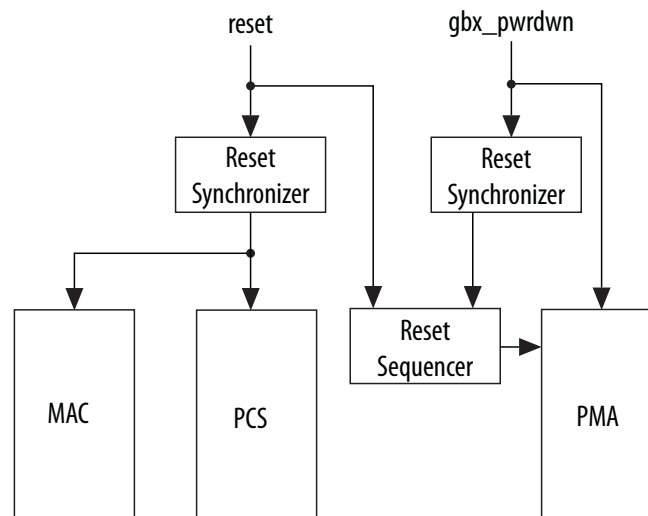 reset
gbx_pwrdwn
Reset
Synchronizer
Reset
Synchronizer
Reset
Sequencer
MAC
PCS
PMA